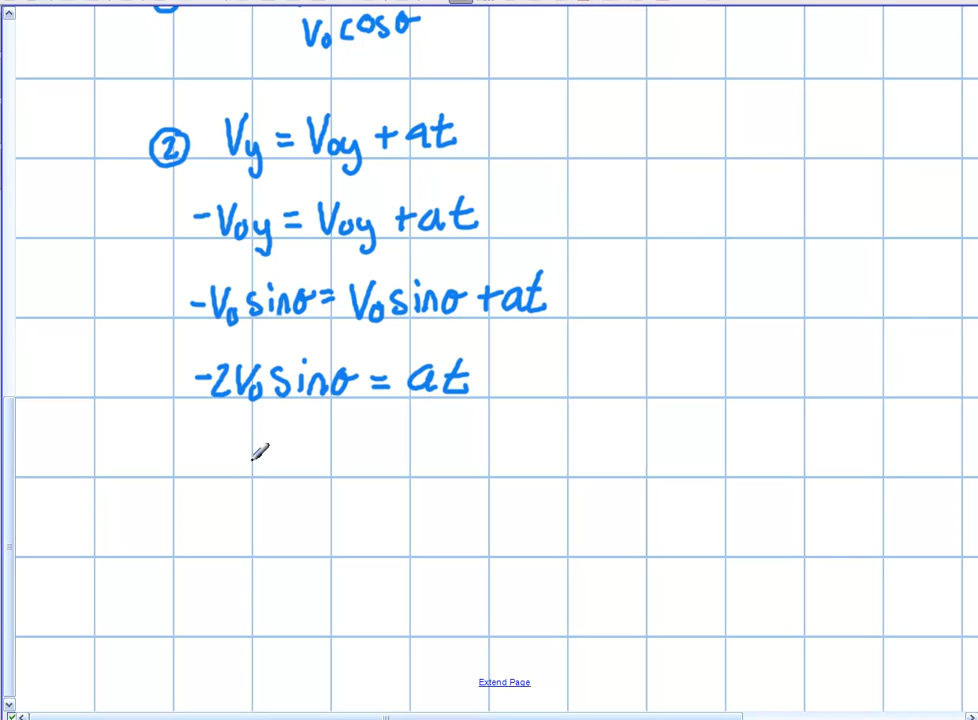 V₀cosθ
② Vy = V₀y + at
-V₀y = V₀y + at
-V₀sinθ = V₀sinθ + at
-2V₀sinθ = at
Extend Page